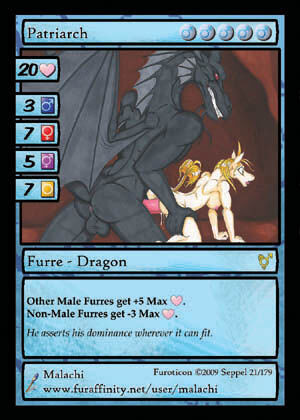 Patriarch
20
3
7
5
7
Furre - Dragon
Other Male Furres get +5 Max .
Non-Male Furres get -3 Max .
He asserts his dominance wherever it can fit.
Malachi
Furoticon ©2009 Seppel 21/179
www.furaffinity.net/user/malachi